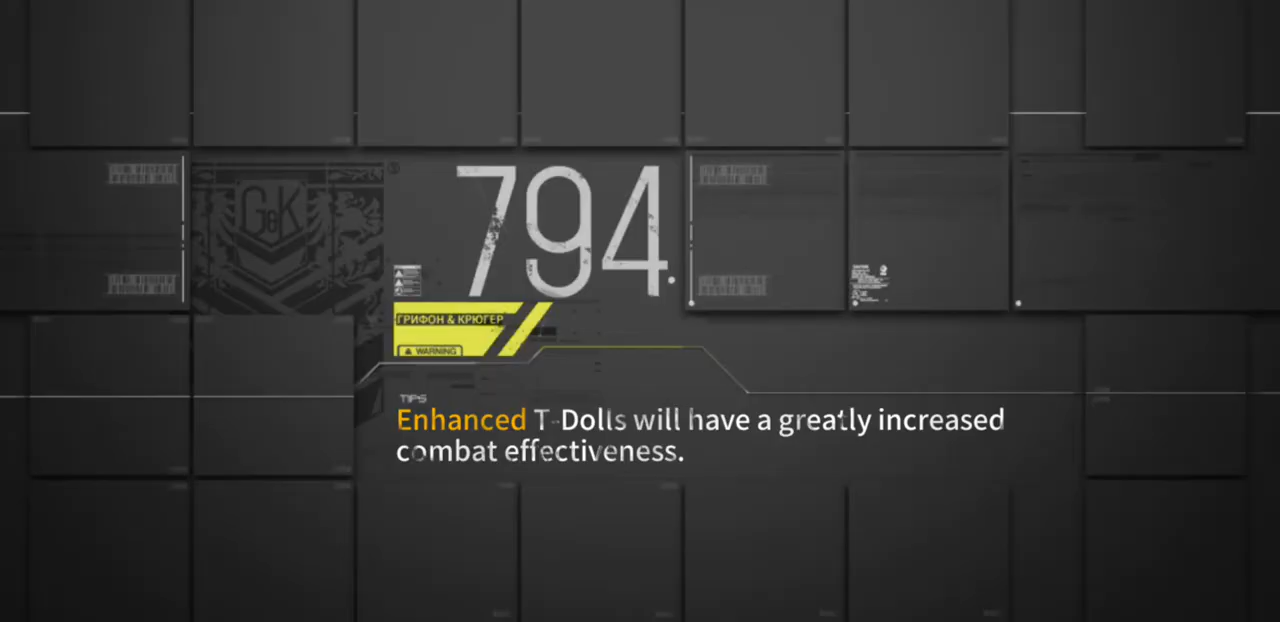 G&K
794.
ГРИФОН & КРЮГЕР
WARNING
TIPS
Enhanced T-Dolls will have a greatly increased
combat effectiveness.